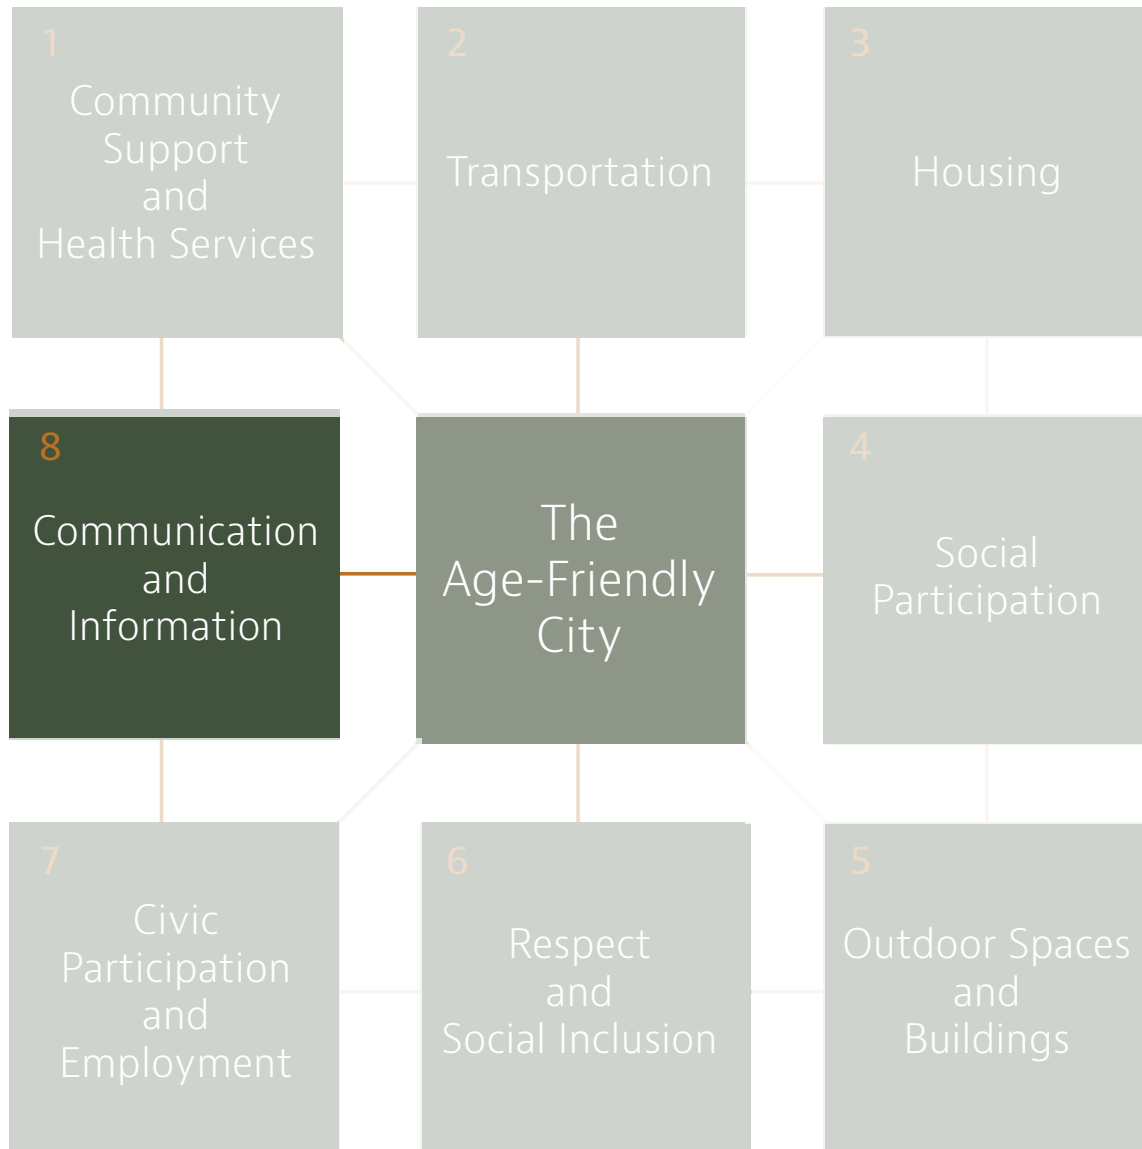 1
Community
Support
and
Health Services
2
Transportation
3
Housing
8
Communication
and
Information
The
Age-Friendly
City
4
Social
Participation
7
Civic
Participation
and
Employment
6
Respect
and
Social Inclusion
5
Outdoor Spaces
and
Buildings